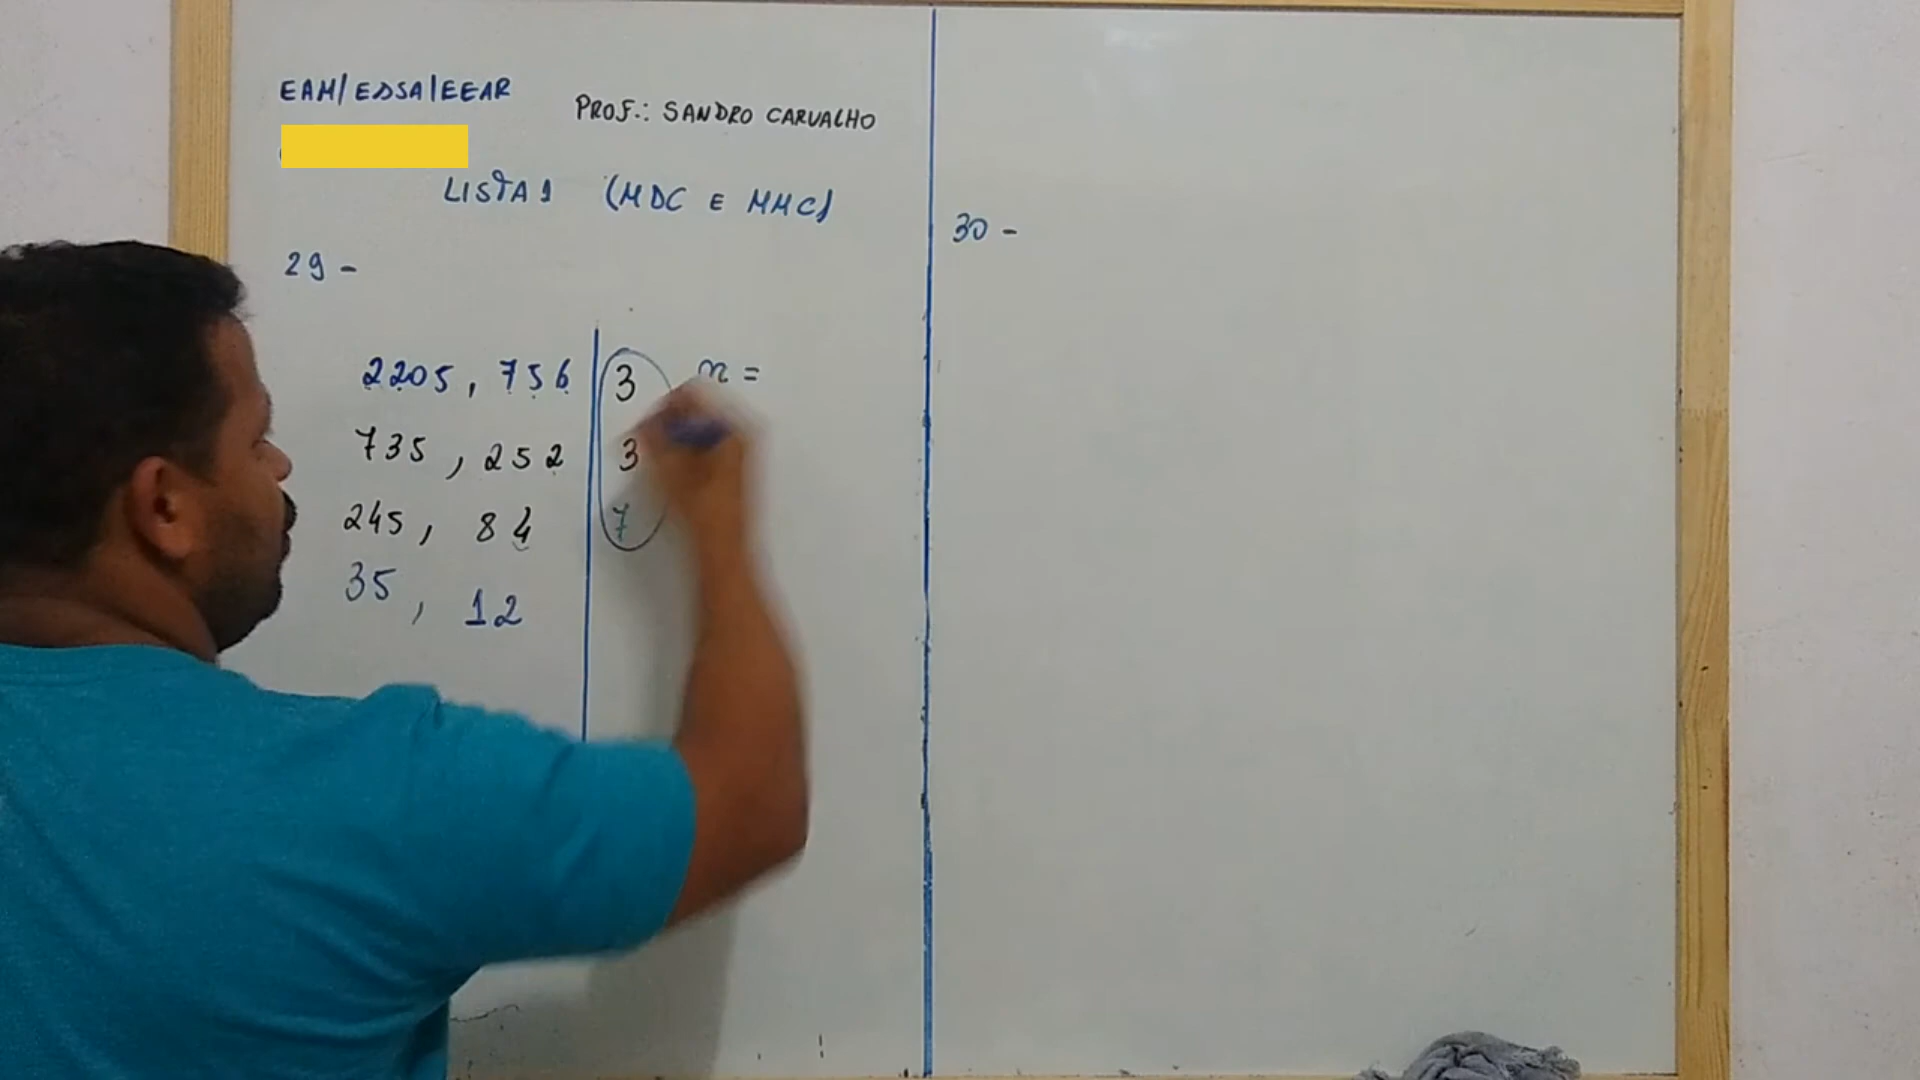 EAM/EDSA/EEAR
PROF.: SANDRO CARVALHO
LISTA 1 (MDC E MMC)
29 -
2205, 756 | 3 n =
735, 252 | 3
245, 84 | 7
35, 12
30 -